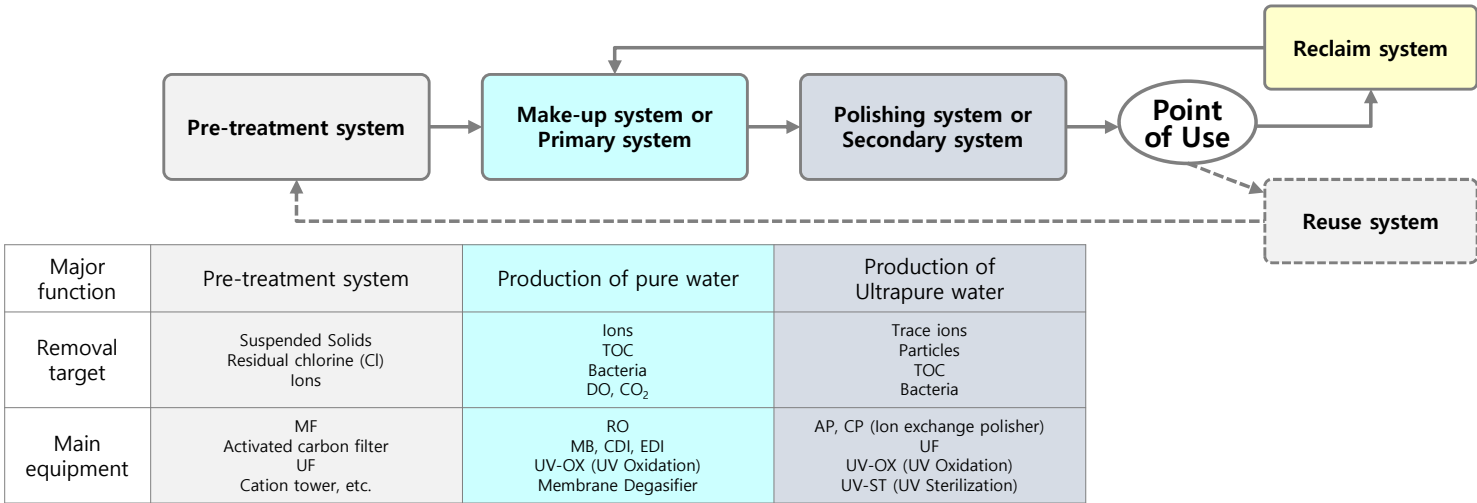 Reclaim system
Pre-treatment system
Make-up system or
Primary system
Polishing system or
Secondary system
Point
of Use
Reuse system
Major
function
Pre-treatment system
Production of pure water
Production of
Ultrapure water
Removal
target
Suspended Solids
Residual chlorine (Cl)
Ions
Ions
TOC
Bacteria
DO, CO₂
Trace ions
Particles
TOC
Bacteria
Main
equipment
MF
Activated carbon filter
UF
Cation tower, etc.
RO
MB, CDI, EDI
UV-OX (UV Oxidation)
Membrane Degasifier
AP, CP (Ion exchange polisher)
UF
UV-OX (UV Oxidation)
UV-ST (UV Sterilization)